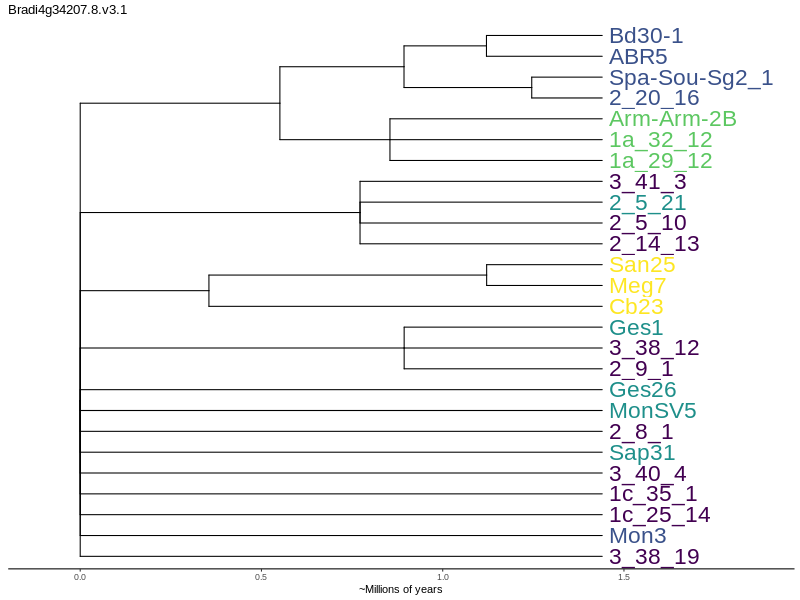 Bradi4g34207.8.v3.1
Bd30-1
ABR5
Spa-Sou-Sg2_1
2_20_16
Arm-Arm-2B
1a_32_12
1a_29_12
3_41_3
2_5_21
2_5_10
2_14_13
San25
Meg7
Cb23
Ges1
3_38_12
2_9_1
Ges26
MonSV5
2_8_1
Sap31
3_40_4
1c_35_1
1c_25_14
Mon3
3_38_19
0.0 0.5 1.0 1.5
~Millions of years